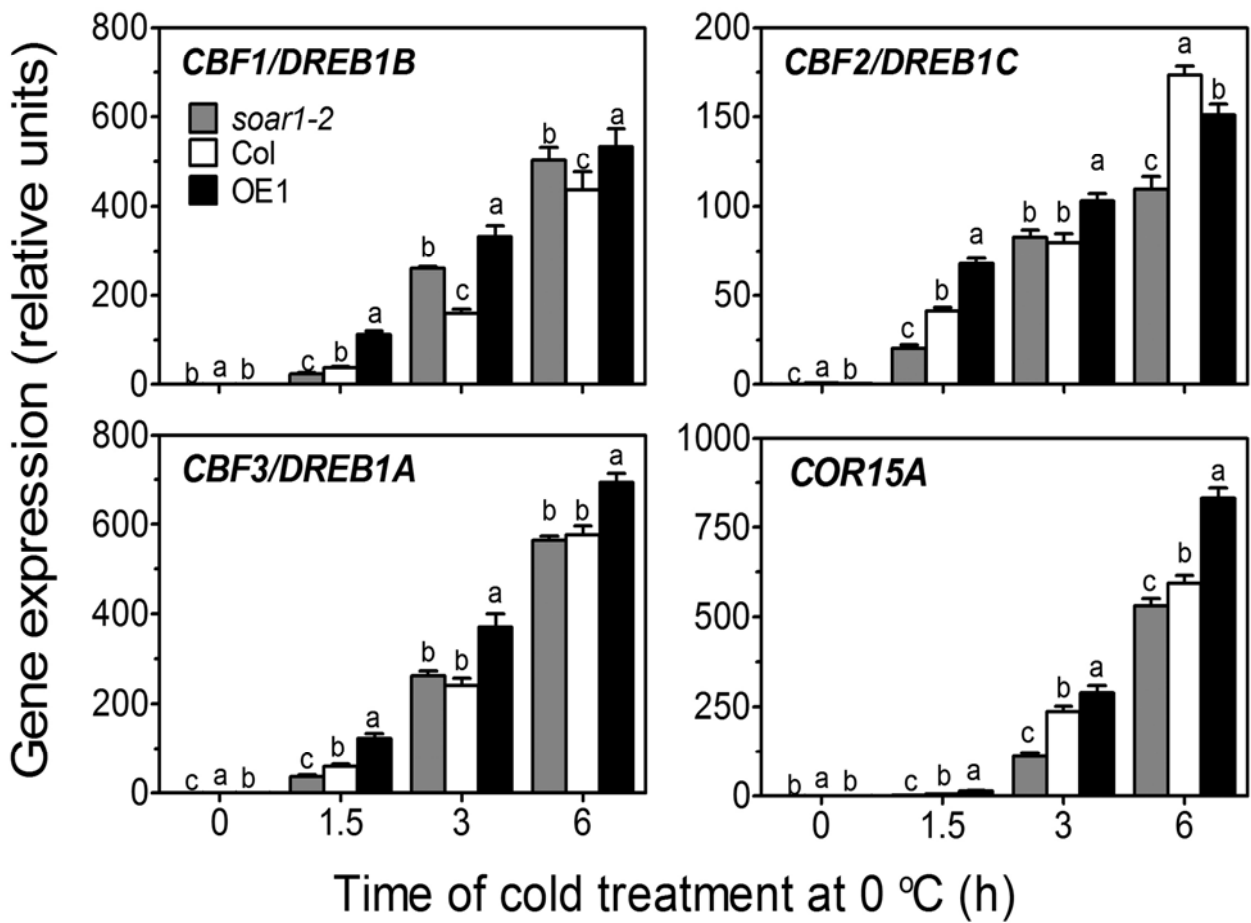 Gene expression (relative units)
800
600
400
200
0
CBF1/DREB1B
soar1-2
Col
OE1
b a b
c b a
b c a
b c a
200
150
100
50
0
CBF2/DREB1C
c a b
c b a
b b a
c a b
800
600
400
200
0
CBF3/DREB1A
c a b
c b a
b b a
b b a
0 1.5 3 6
1000
750
500
250
0
COR15A
b a b
c b a
c b a
c b a
0 1.5 3 6
Time of cold treatment at 0 °C (h)